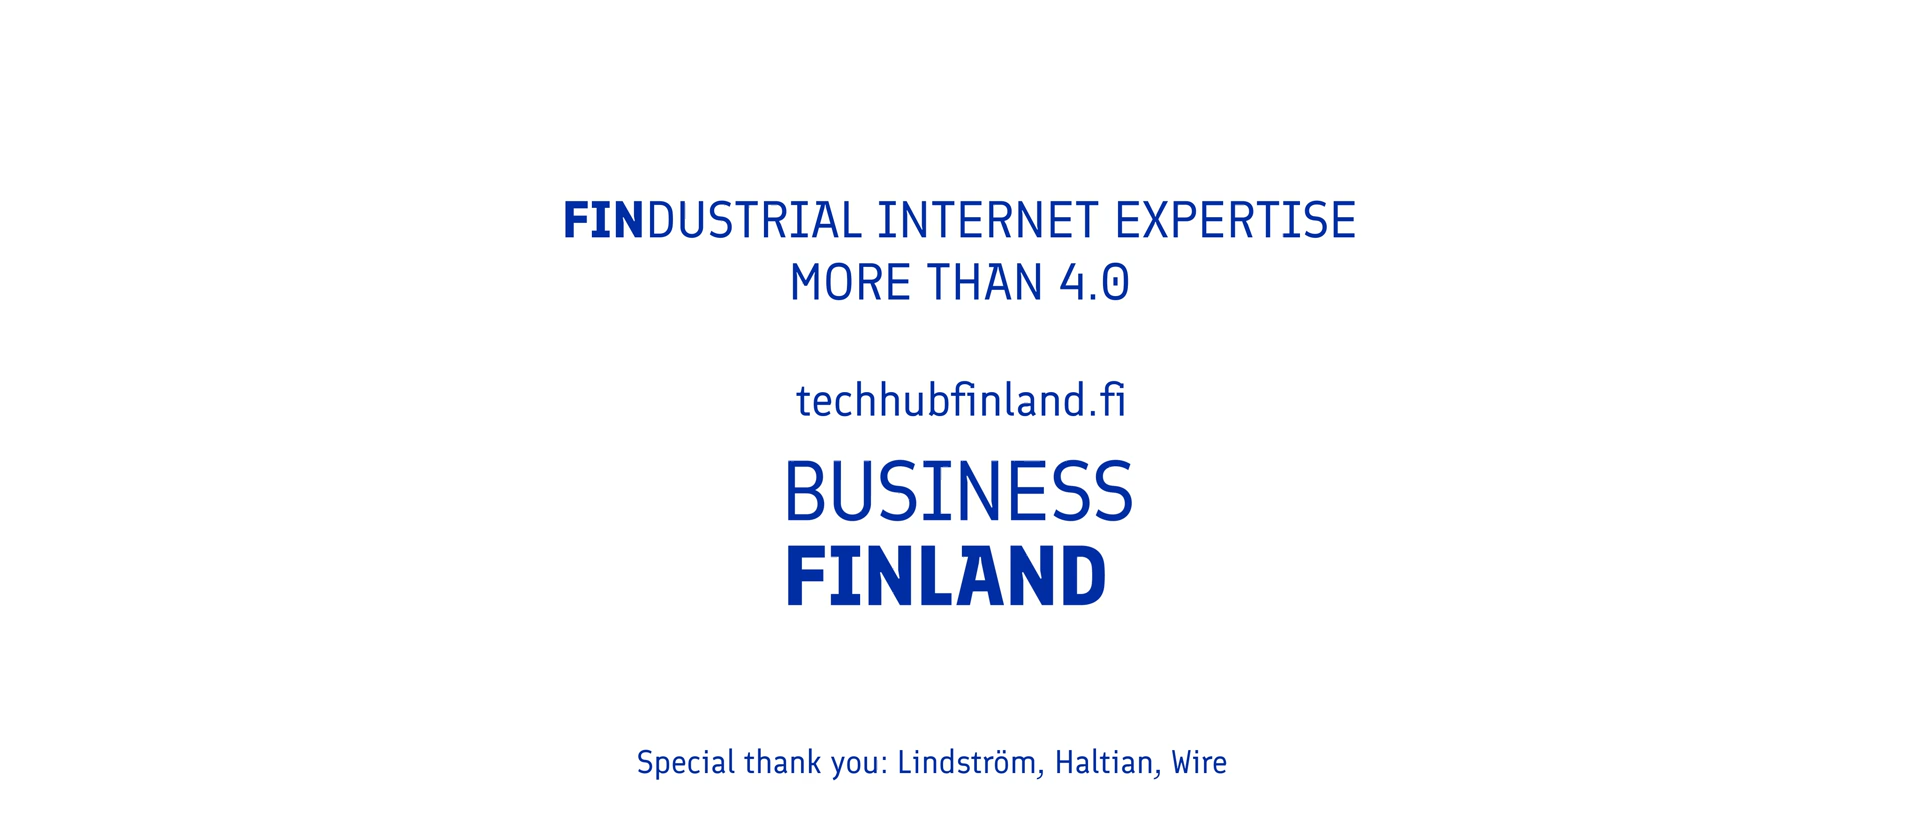 FINDUSTRIAL INTERNET EXPERTISE
MORE THAN 4.0
techhubfinland.fi
BUSINESS
FINLAND
Special thank you: Lindström, Haltian, Wire